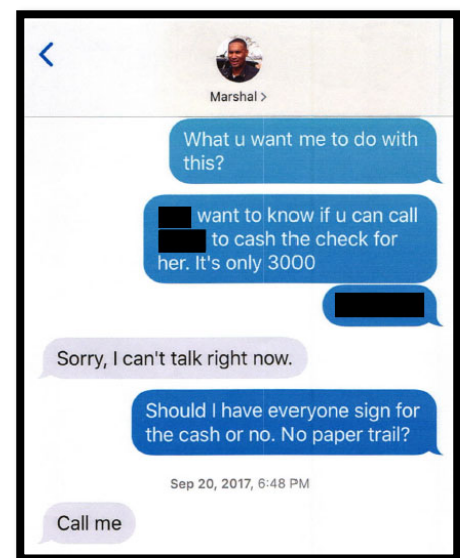 Marshal >
What u want me to do with
this?
want to know if u can call
to cash the check for
her. It's only 3000
Sorry, I can't talk right now.
Should I have everyone sign for
the cash or no. No paper trail?
Sep 20, 2017, 6:48 PM
Call me